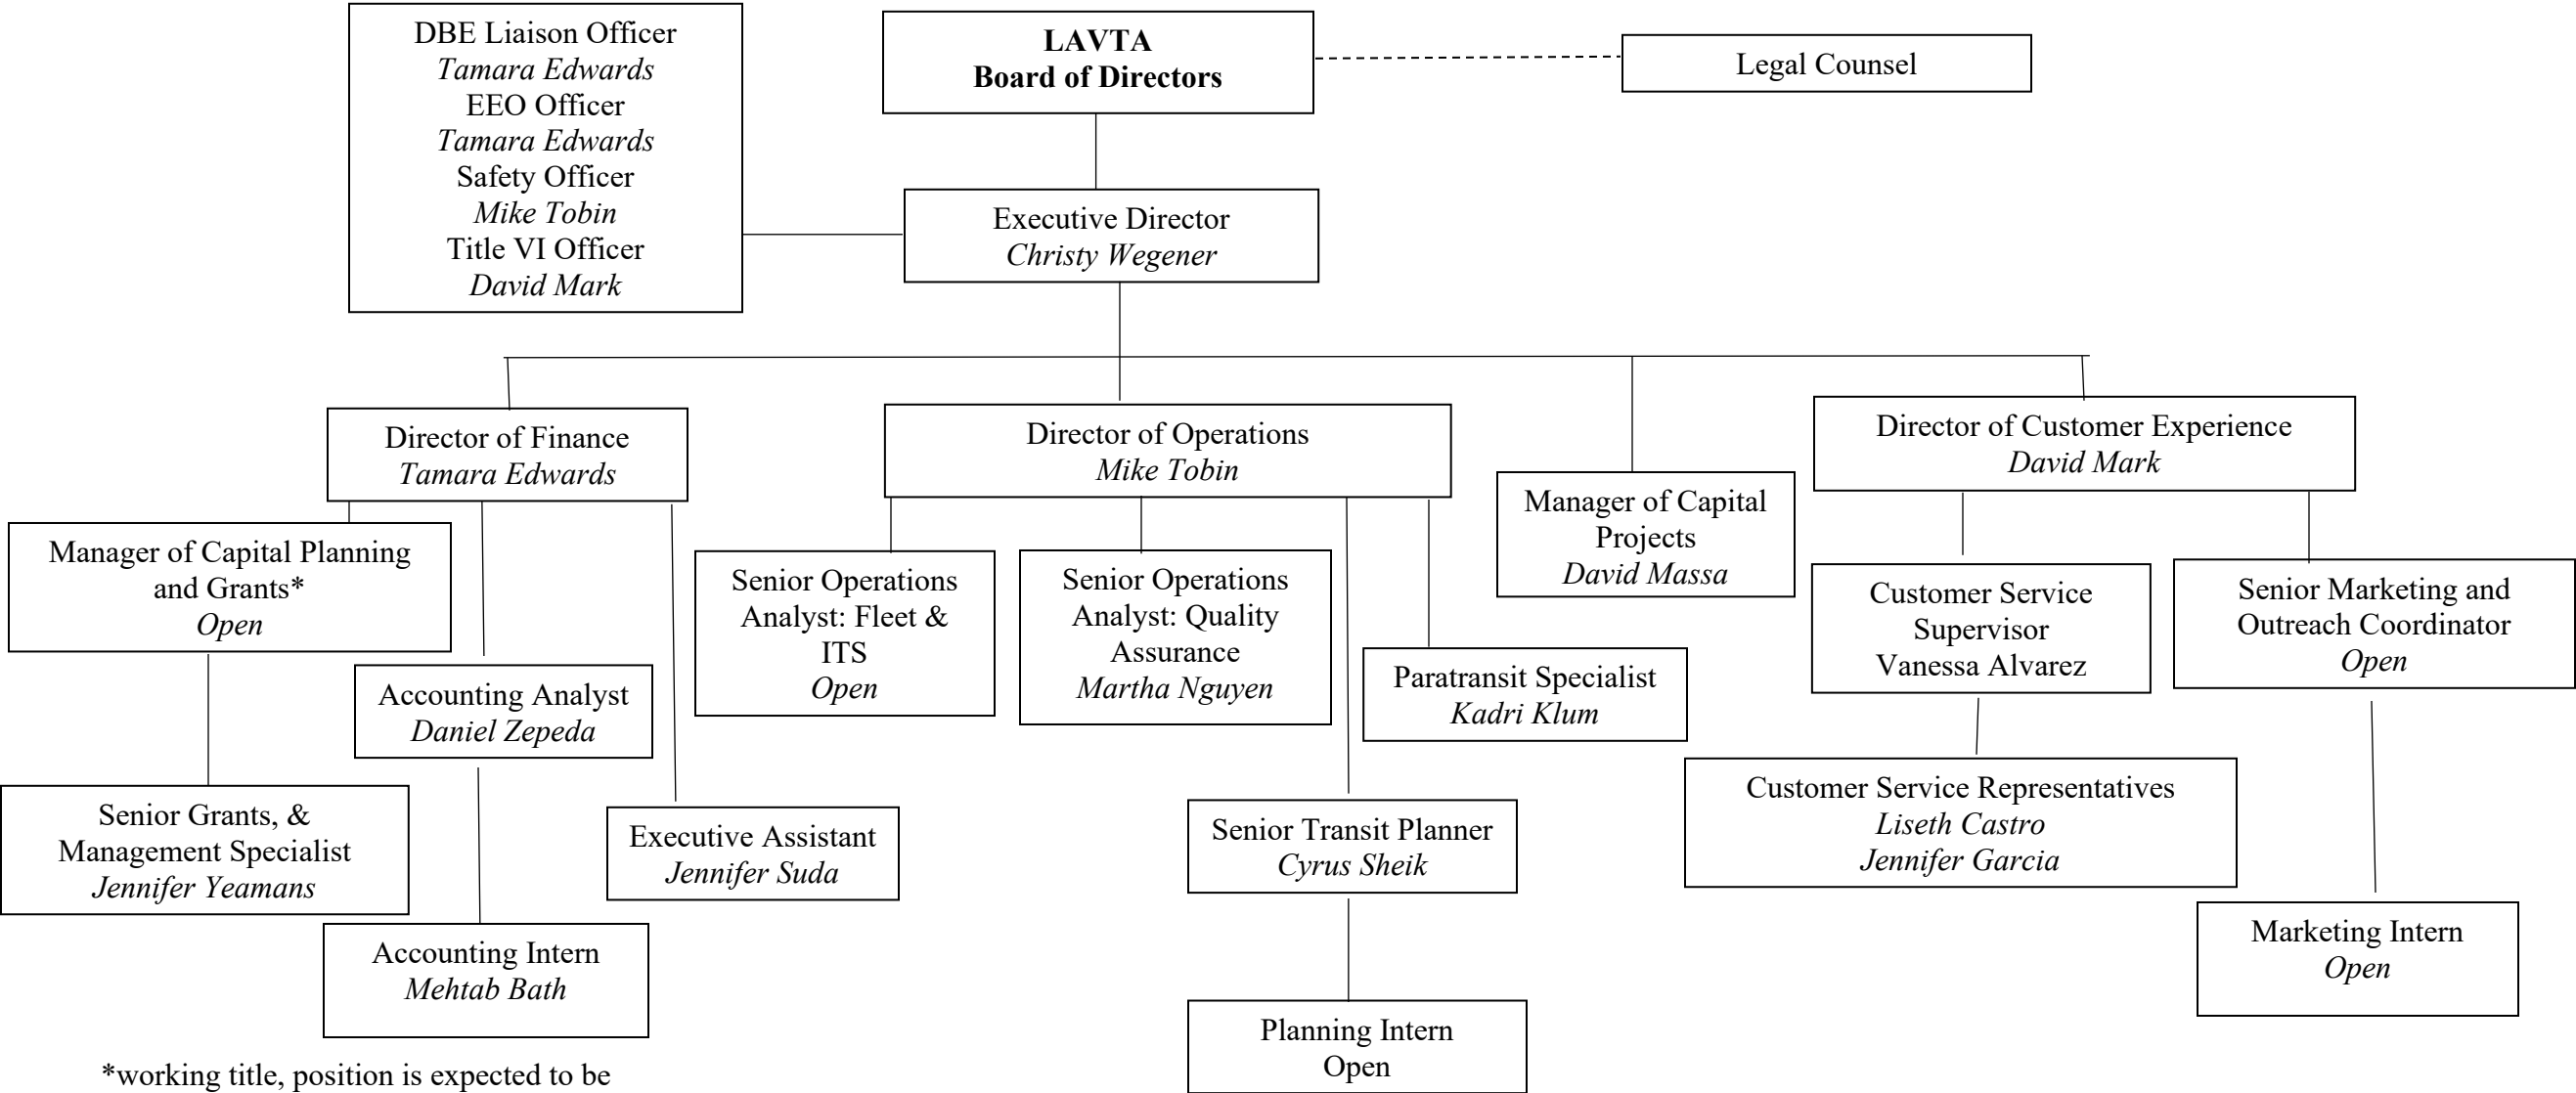 DBE Liaison Officer
Tamara Edwards
EEO Officer
Tamara Edwards
Safety Officer
Mike Tobin
Title VI Officer
David Mark
LAVTA
Board of Directors
Legal Counsel
Executive Director
Christy Wegener
Director of Finance
Tamara Edwards
Director of Operations
Mike Tobin
Manager of Capital
Projects
David Massa
Director of Customer Experience
David Mark
Manager of Capital Planning
and Grants*
Open
Accounting Analyst
Daniel Zepeda
Senior Operations
Analyst: Fleet &
ITS
Open
Senior Operations
Analyst: Quality
Assurance
Martha Nguyen
Paratransit Specialist
Kadri Klum
Customer Service
Supervisor
Vanessa Alvarez
Senior Marketing and
Outreach Coordinator
Open
Senior Grants, &
Management Specialist
Jennifer Yeamans
Executive Assistant
Jennifer Suda
Senior Transit Planner
Cyrus Sheik
Customer Service Representatives
Liseth Castro
Jennifer Garcia
Accounting Intern
Mehtab Bath
Marketing Intern
Open
Planning Intern
Open
*working title, position is expected to be